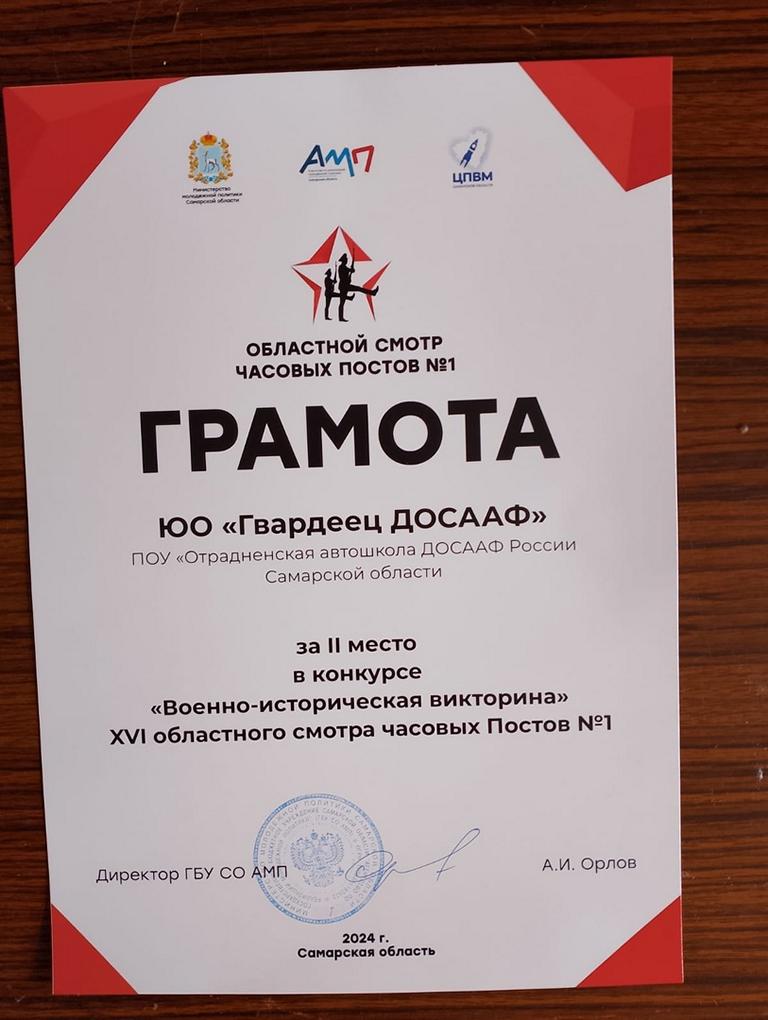 Министерство
молодежной политики
Самарской области
АМП
ЦПВМ
САМАРСКОЙ ОБЛАСТИ
ОБЛАСТНОЙ СМОТР
ЧАСОВЫХ ПОСТОВ №1
ГРАМОТА
ЮО «Гвардеец ДОСААФ»
ПОУ «Отрадненская автошкола ДОСААФ России
Самарской области
за II место
в конкурсе
«Военно-историческая викторина»
XVI областного смотра часовых Постов №1
Директор ГБУ СО АМП
А.И. Орлов
2024 г.
Самарская область